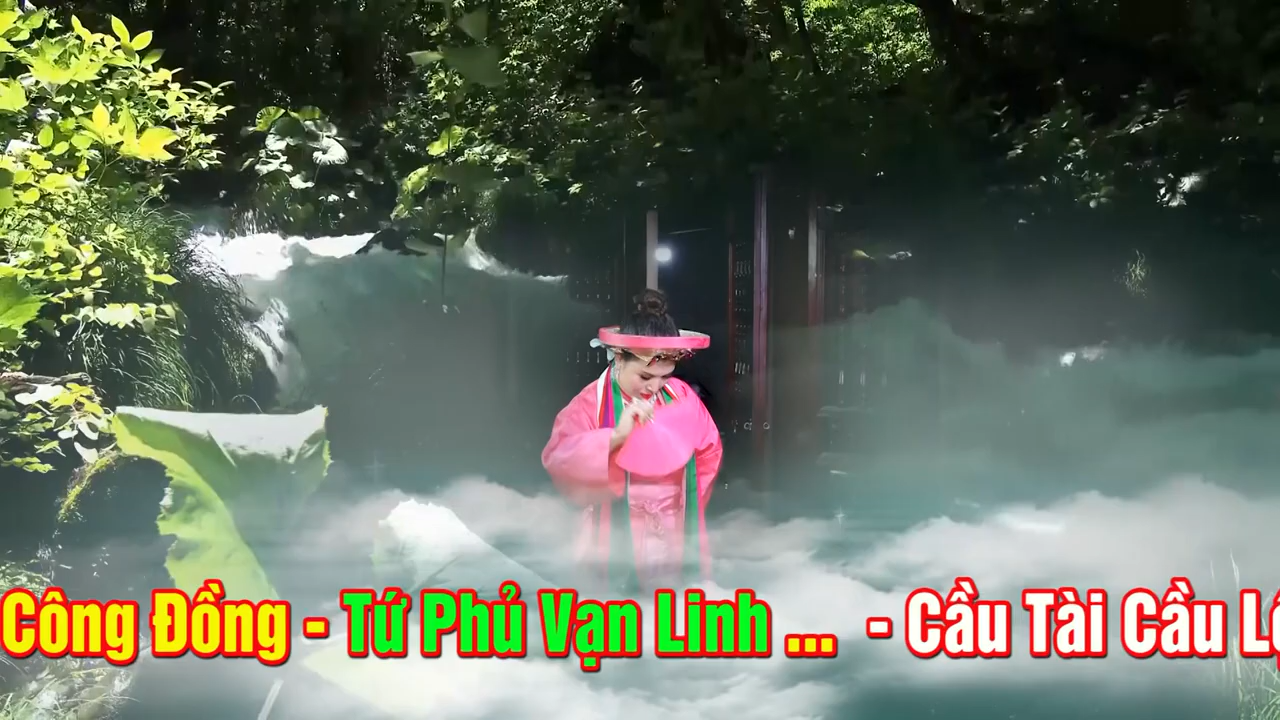 Công Đồng - Tứ Phủ Vạn Linh ... - Cầu Tài Cầu